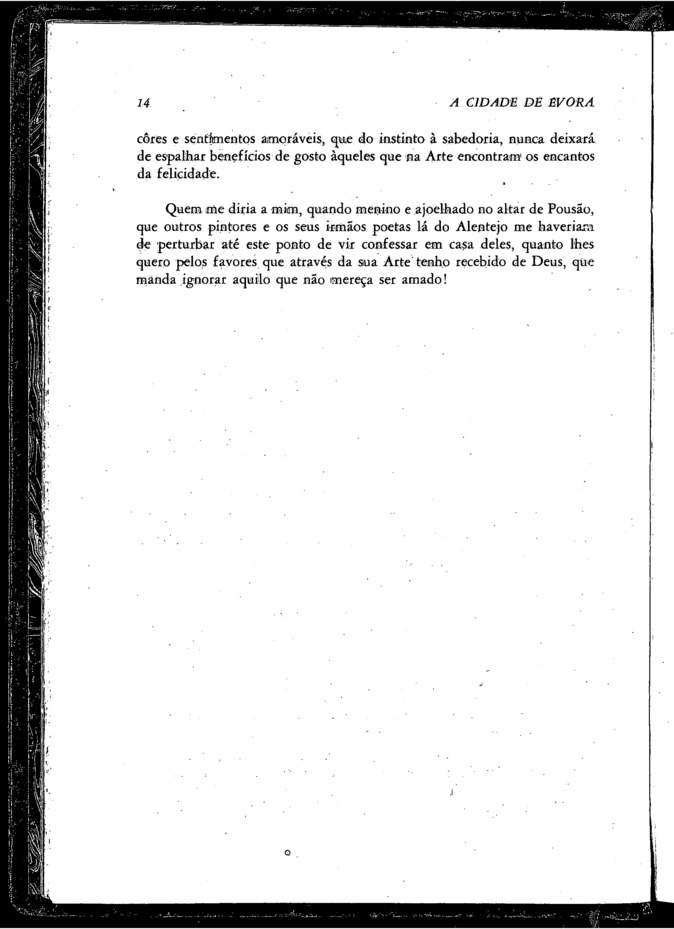 14 A CIDADE DE ÉVORA
côres e sentimentos amoráveis, que do instinto à sabedoria, nunca deixará
de espalhar benefícios de gosto àqueles que na Arte encontram os encantos
da felicidade.
Quem me diria a mim, quando menino e ajoelhado no altar de Pousão,
que outros pintores e os seus irmãos poetas lá do Alentejo me haveriam
de perturbar até este ponto de vir confessar em casa deles, quanto lhes
quero pelos favores que através da sua Arte tenho recebido de Deus, que
manda ignorar aquilo que não mereça ser amado!